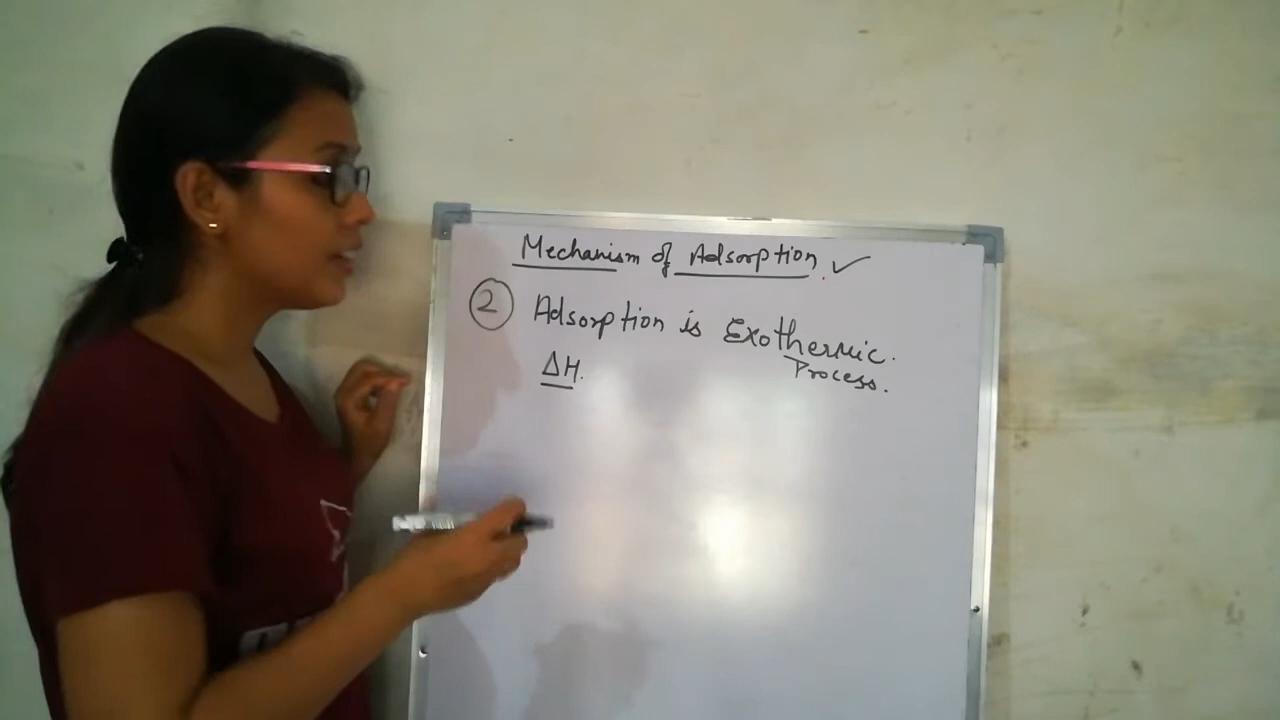 Mechanism of Adsorption. ✓
2 Adsorption is Exothermic.
Process.
ΔH.